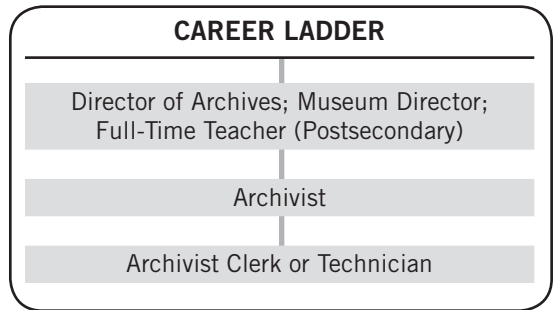 CAREER LADDER
Director of Archives; Museum Director;
Full-Time Teacher (Postsecondary)
Archivist
Archivist Clerk or Technician